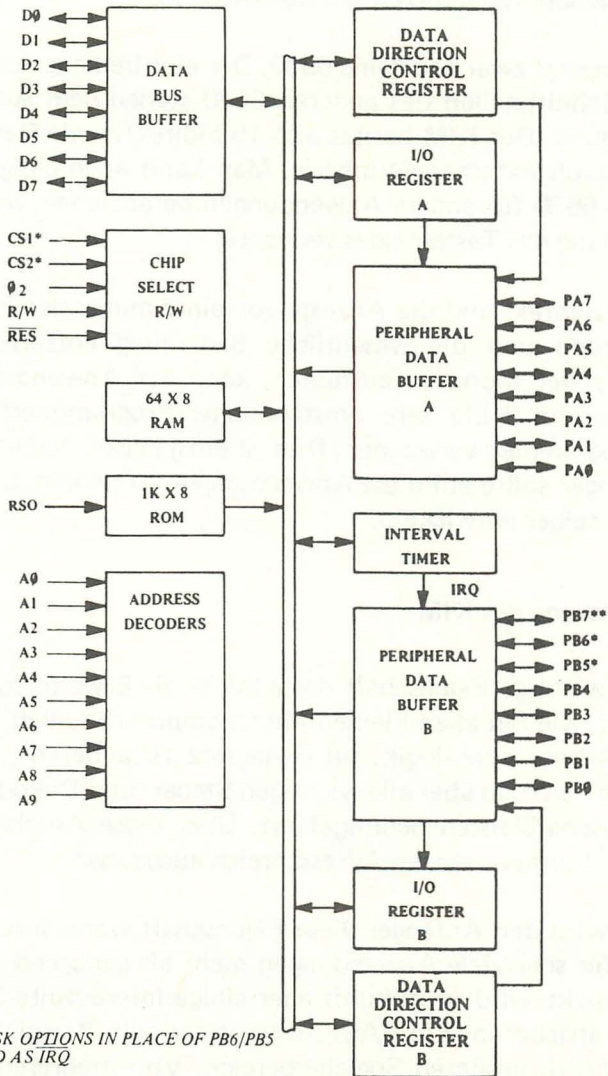 D0
D1
D2
D3
D4
D5
D6
D7
DATA
BUS
BUFFER
CS1*
CS2*
Ø2
R/W
R̅E̅S̅
CHIP
SELECT
R/W
64 X 8
RAM
RSO
1K X 8
ROM
A0
A1
A2
A3
A4
A5
A6
A7
A8
A9
ADDRESS
DECODERS
DATA
DIRECTION
CONTROL
REGISTER
A
I/O
REGISTER
A
PERIPHERAL
DATA
BUFFER
A
PA7
PA6
PA5
PA4
PA3
PA2
PA1
PA0
INTERVAL
TIMER
IRQ
PERIPHERAL
DATA
BUFFER
B
PB7**
PB6*
PB5*
PB4
PB3
PB2
PB1
PB0
I/O
REGISTER
B
DATA
DIRECTION
CONTROL
REGISTER
B
SK OPTIONS IN PLACE OF PB6/PB5
D AS I̅R̅Q̅